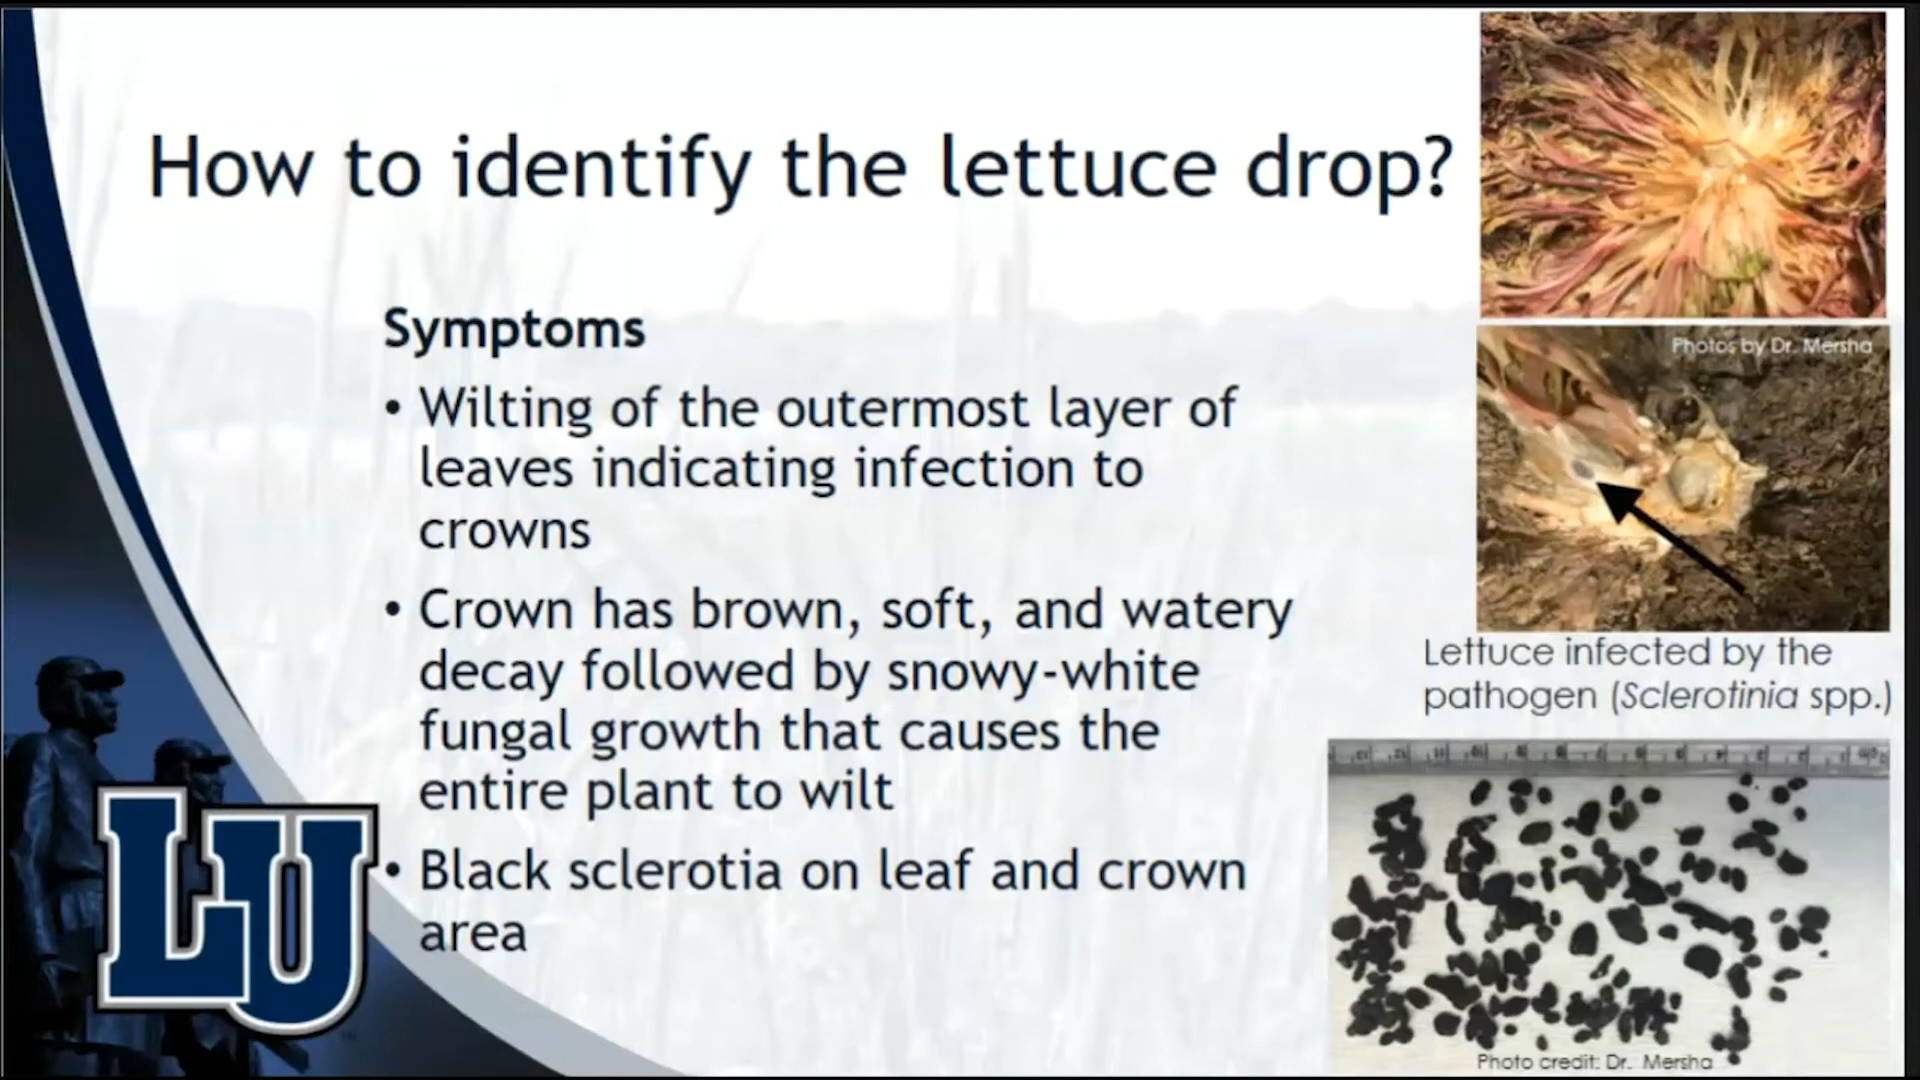 How to identify the lettuce drop?
Symptoms
• Wilting of the outermost layer of
leaves indicating infection to
crowns
• Crown has brown, soft, and watery
decay followed by snowy-white
fungal growth that causes the
entire plant to wilt
• Black sclerotia on leaf and crown
area
Photos by Dr. Mersha
Lettuce infected by the
pathogen (Sclerotinia spp.)
Photo credit: Dr. Mersha
LU